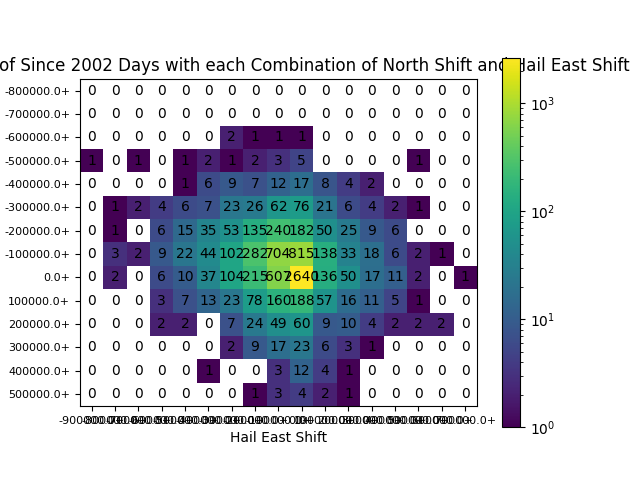 of Since 2002 Days with each Combination of North Shift and Hail East Shift
-800000.0+ 0 0 0 0 0 0 0 0 0 0 0 0 0 0 0 0 0
-700000.0+ 0 0 0 0 0 0 0 0 0 0 0 0 0 0 0 0 0
-600000.0+ 0 0 0 0 0 0 2 1 1 1 0 0 0 0 0 0 0
-500000.0+ 1 0 1 0 1 2 1 2 3 5 0 0 0 0 1 0 0
-400000.0+ 0 0 0 0 1 6 9 7 12 17 8 4 2 0 0 0 0
-300000.0+ 0 1 2 4 6 7 23 26 62 76 21 6 4 2 1 0 0
-200000.0+ 0 1 0 6 15 35 53 135 240 182 50 25 9 6 0 0 0
-100000.0+ 0 3 2 9 22 44 102 282 704 815 138 33 18 6 2 1 0
0.0+ 0 2 0 6 10 37 104 215 607 2640 136 50 17 11 2 0 1
100000.0+ 0 0 0 3 7 13 23 78 160 188 57 16 11 5 1 0 0
200000.0+ 0 0 0 2 2 0 7 24 49 60 9 10 4 2 2 2 0
300000.0+ 0 0 0 0 0 0 2 9 17 23 6 3 1 0 0 0 0
400000.0+ 0 0 0 0 0 1 0 0 3 12 4 1 0 0 0 0 0
500000.0+ 0 0 0 0 0 0 0 1 3 4 2 1 0 0 0 0 0
Hail East Shift
10³
10²
10¹
10⁰